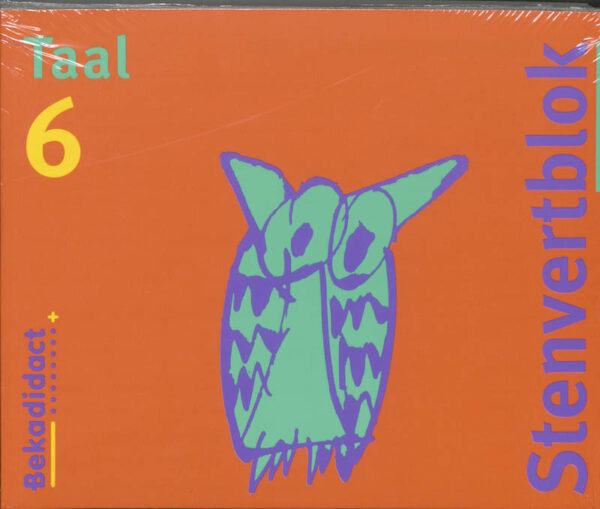 Taal
6
Stenvertblok
Bekadidact